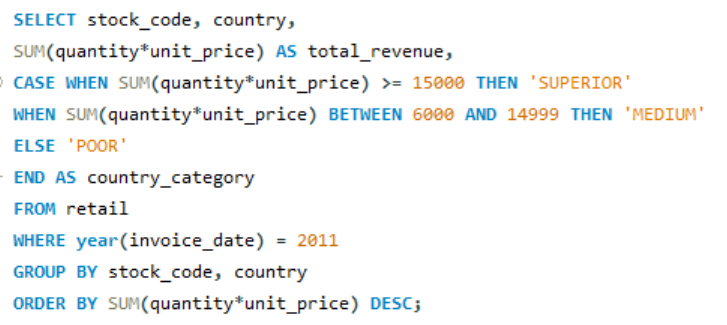 SELECT stock_code, country,
SUM(quantity*unit_price) AS total_revenue,
CASE WHEN SUM(quantity*unit_price) >= 15000 THEN 'SUPERIOR'
WHEN SUM(quantity*unit_price) BETWEEN 6000 AND 14999 THEN 'MEDIUM'
ELSE 'POOR'
END AS country_category
FROM retail
WHERE year(invoice_date) = 2011
GROUP BY stock_code, country
ORDER BY SUM(quantity*unit_price) DESC;